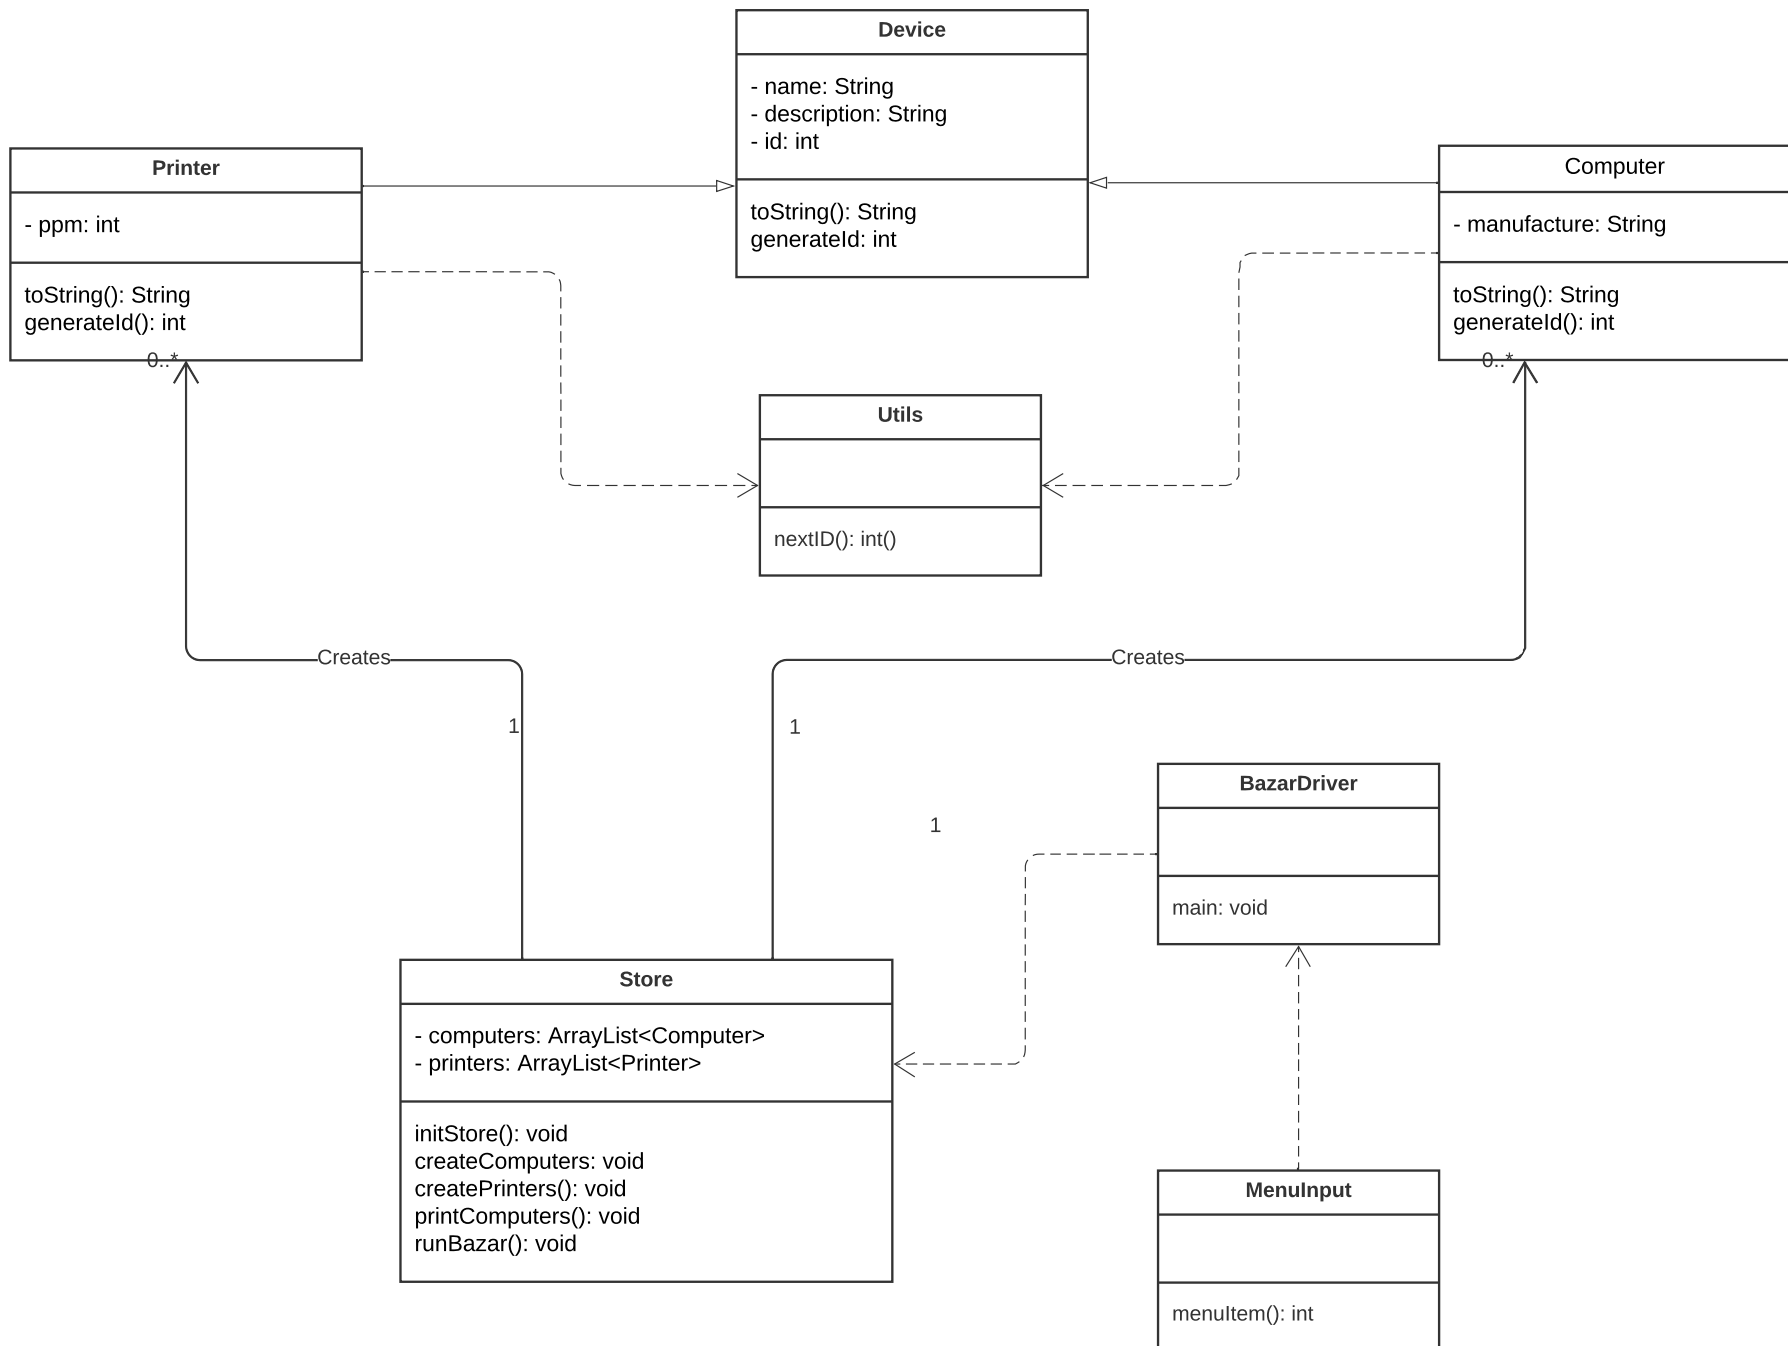 Device
- name: String
- description: String
- id: int
toString(): String
generateId: int
Printer
- ppm: int
toString(): String
generateId(): int
0..*
Computer
- manufacture: String
toString(): String
generateId(): int
0..*
Utils
nextID(): int()
Creates
Creates
1
1
1
BazarDriver
main: void
Store
- computers: ArrayList<Computer>
- printers: ArrayList<Printer>
initStore(): void
createComputers: void
createPrinters(): void
printComputers(): void
runBazar(): void
MenuInput
menuItem(): int